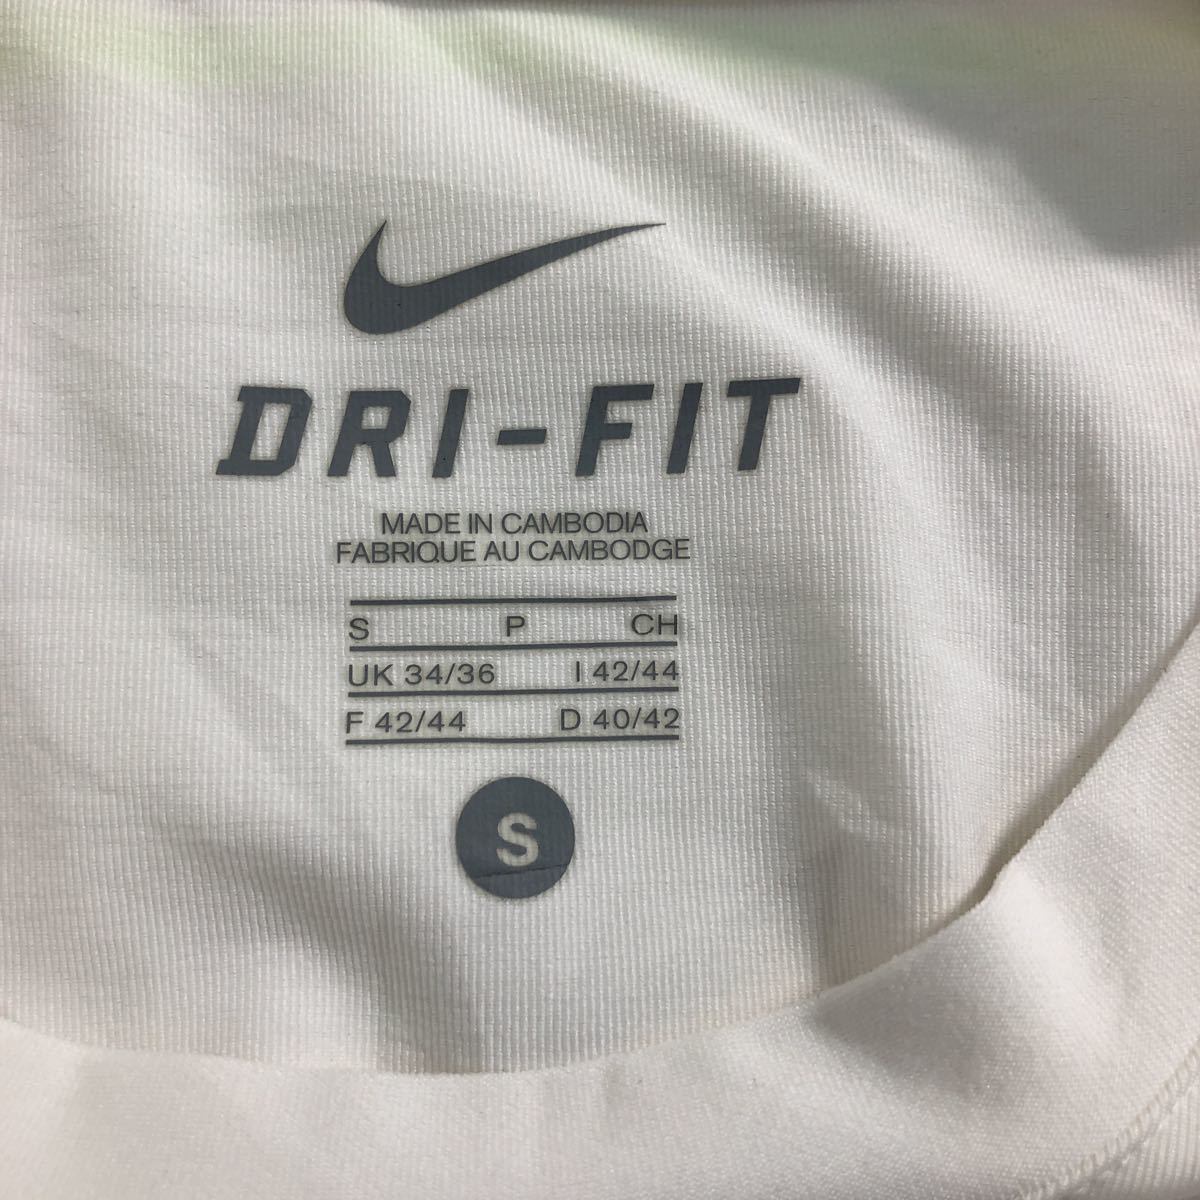 DRI-FIT
MADE IN CAMBODIA
FABRIQUE AU CAMBODGE
S P CH
UK 34/36 I 42/44
F 42/44 D 40/42
S